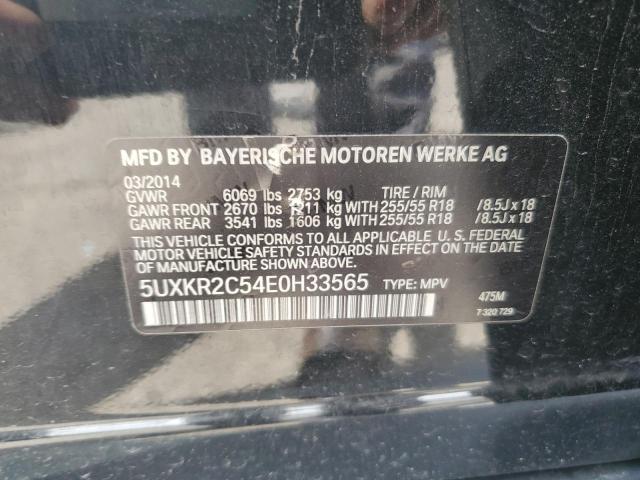 MFD BY BAYERISCHE MOTOREN WERKE AG
03/2014
GVWR 6069 lbs 2753 kg TIRE / RIM
GAWR FRONT 2670 lbs 1211 kg WITH 255/55 R18 /8.5J x 18
GAWR REAR 3541 lbs 1606 kg WITH 255/55 R18 /8.5J x 18
THIS VEHICLE CONFORMS TO ALL APPLICABLE U. S. FEDERAL
MOTOR VEHICLE SAFETY STANDARDS IN EFFECT ON THE DATE
OF MANUFACTURE SHOWN ABOVE.
5UXKR2C54E0H33565 TYPE: MPV 475M
7 320 729